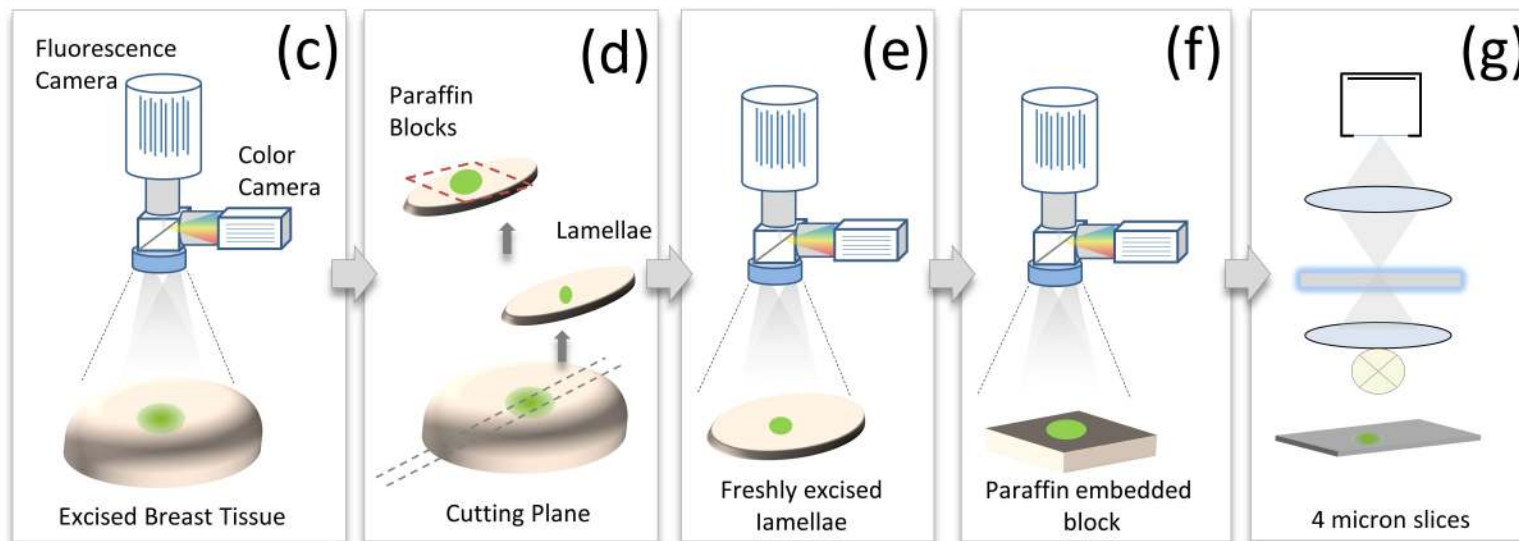 (c)
Fluorescence
Camera
Color
Camera
Excised Breast Tissue
(d)
Paraffin
Blocks
Lamellae
Cutting Plane
(e)
Freshly excised
lamellae
(f)
Paraffin embedded
block
(g)
4 micron slices